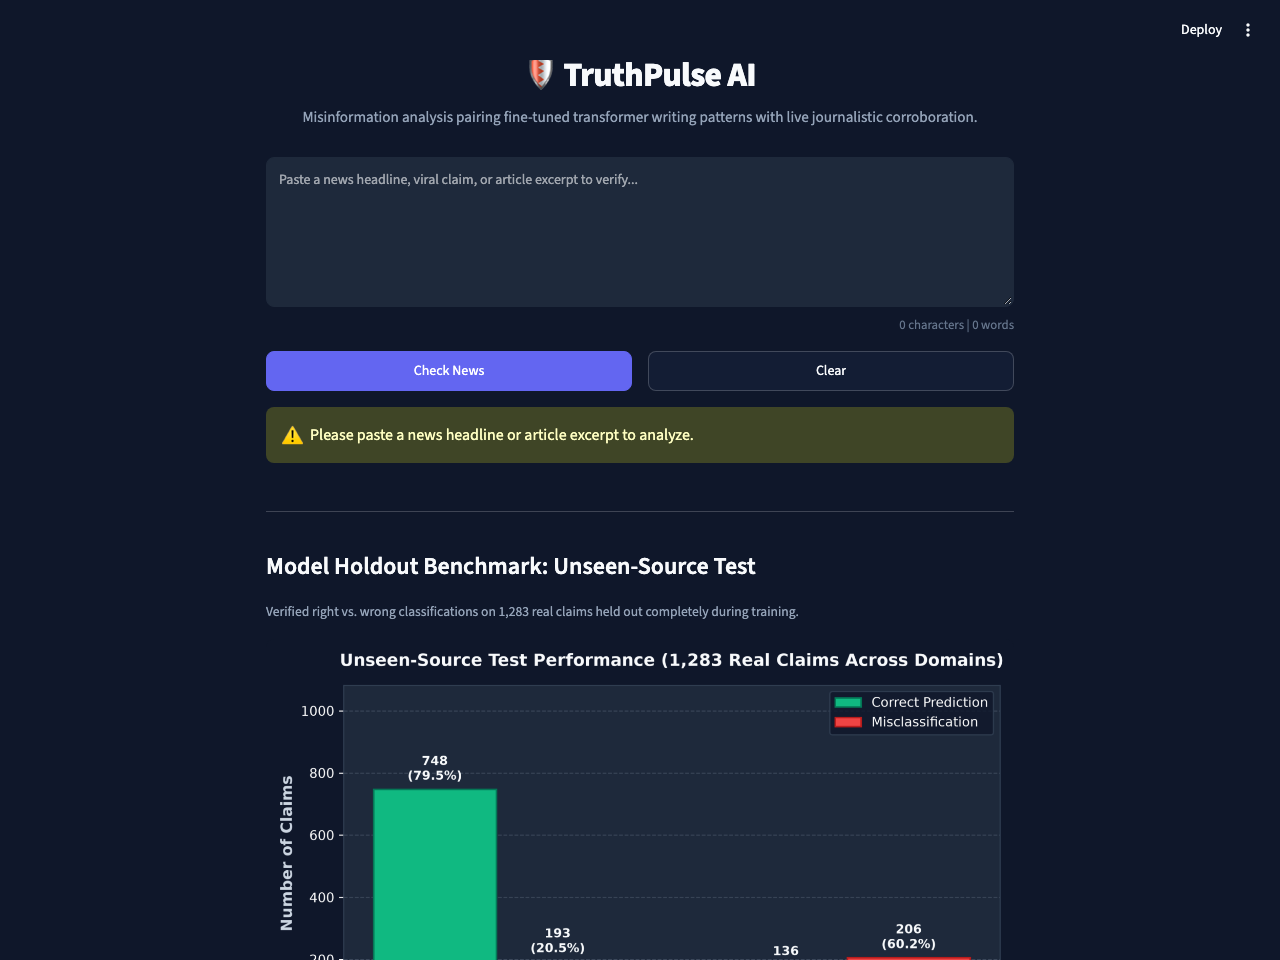 Deploy
TruthPulse AI
Misinformation analysis pairing fine-tuned transformer writing patterns with live journalistic corroboration.
Paste a news headline, viral claim, or article excerpt to verify...
0 characters | 0 words
Check News
Clear
Please paste a news headline or article excerpt to analyze.
Model Holdout Benchmark: Unseen-Source Test
Verified right vs. wrong classifications on 1,283 real claims held out completely during training.
Unseen-Source Test Performance (1,283 Real Claims Across Domains)
Correct Prediction
Misclassification
Number of Claims
1000
800
600
400
200
748
(79.5%)
193
(20.5%)
136
206
(60.2%)